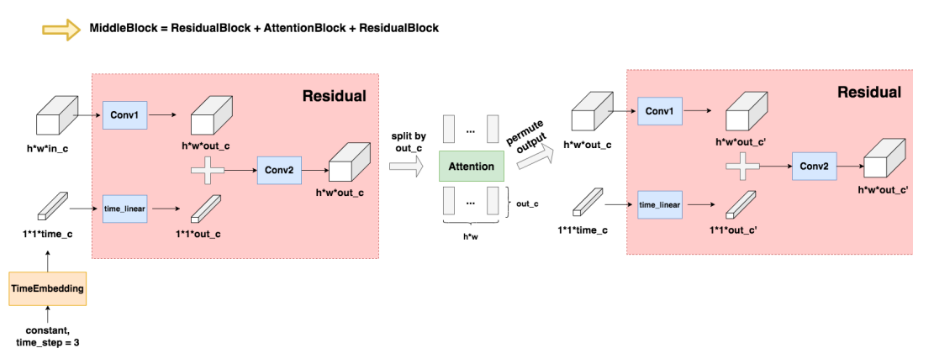 MiddleBlock = ResidualBlock + AttentionBlock + ResidualBlock
Residual
Conv1
h*w*in_c
h*w*out_c
Conv2
h*w*out_c
time_linear
1*1*time_c
1*1*out_c
TimeEmbedding
constant,
time_step = 3
split by
out_c
...
Attention
...
out_c
h*w
permute
output
Residual
Conv1
h*w*out_c
h*w*out_c'
Conv2
h*w*out_c'
time_linear
1*1*time_c
1*1*out_c'